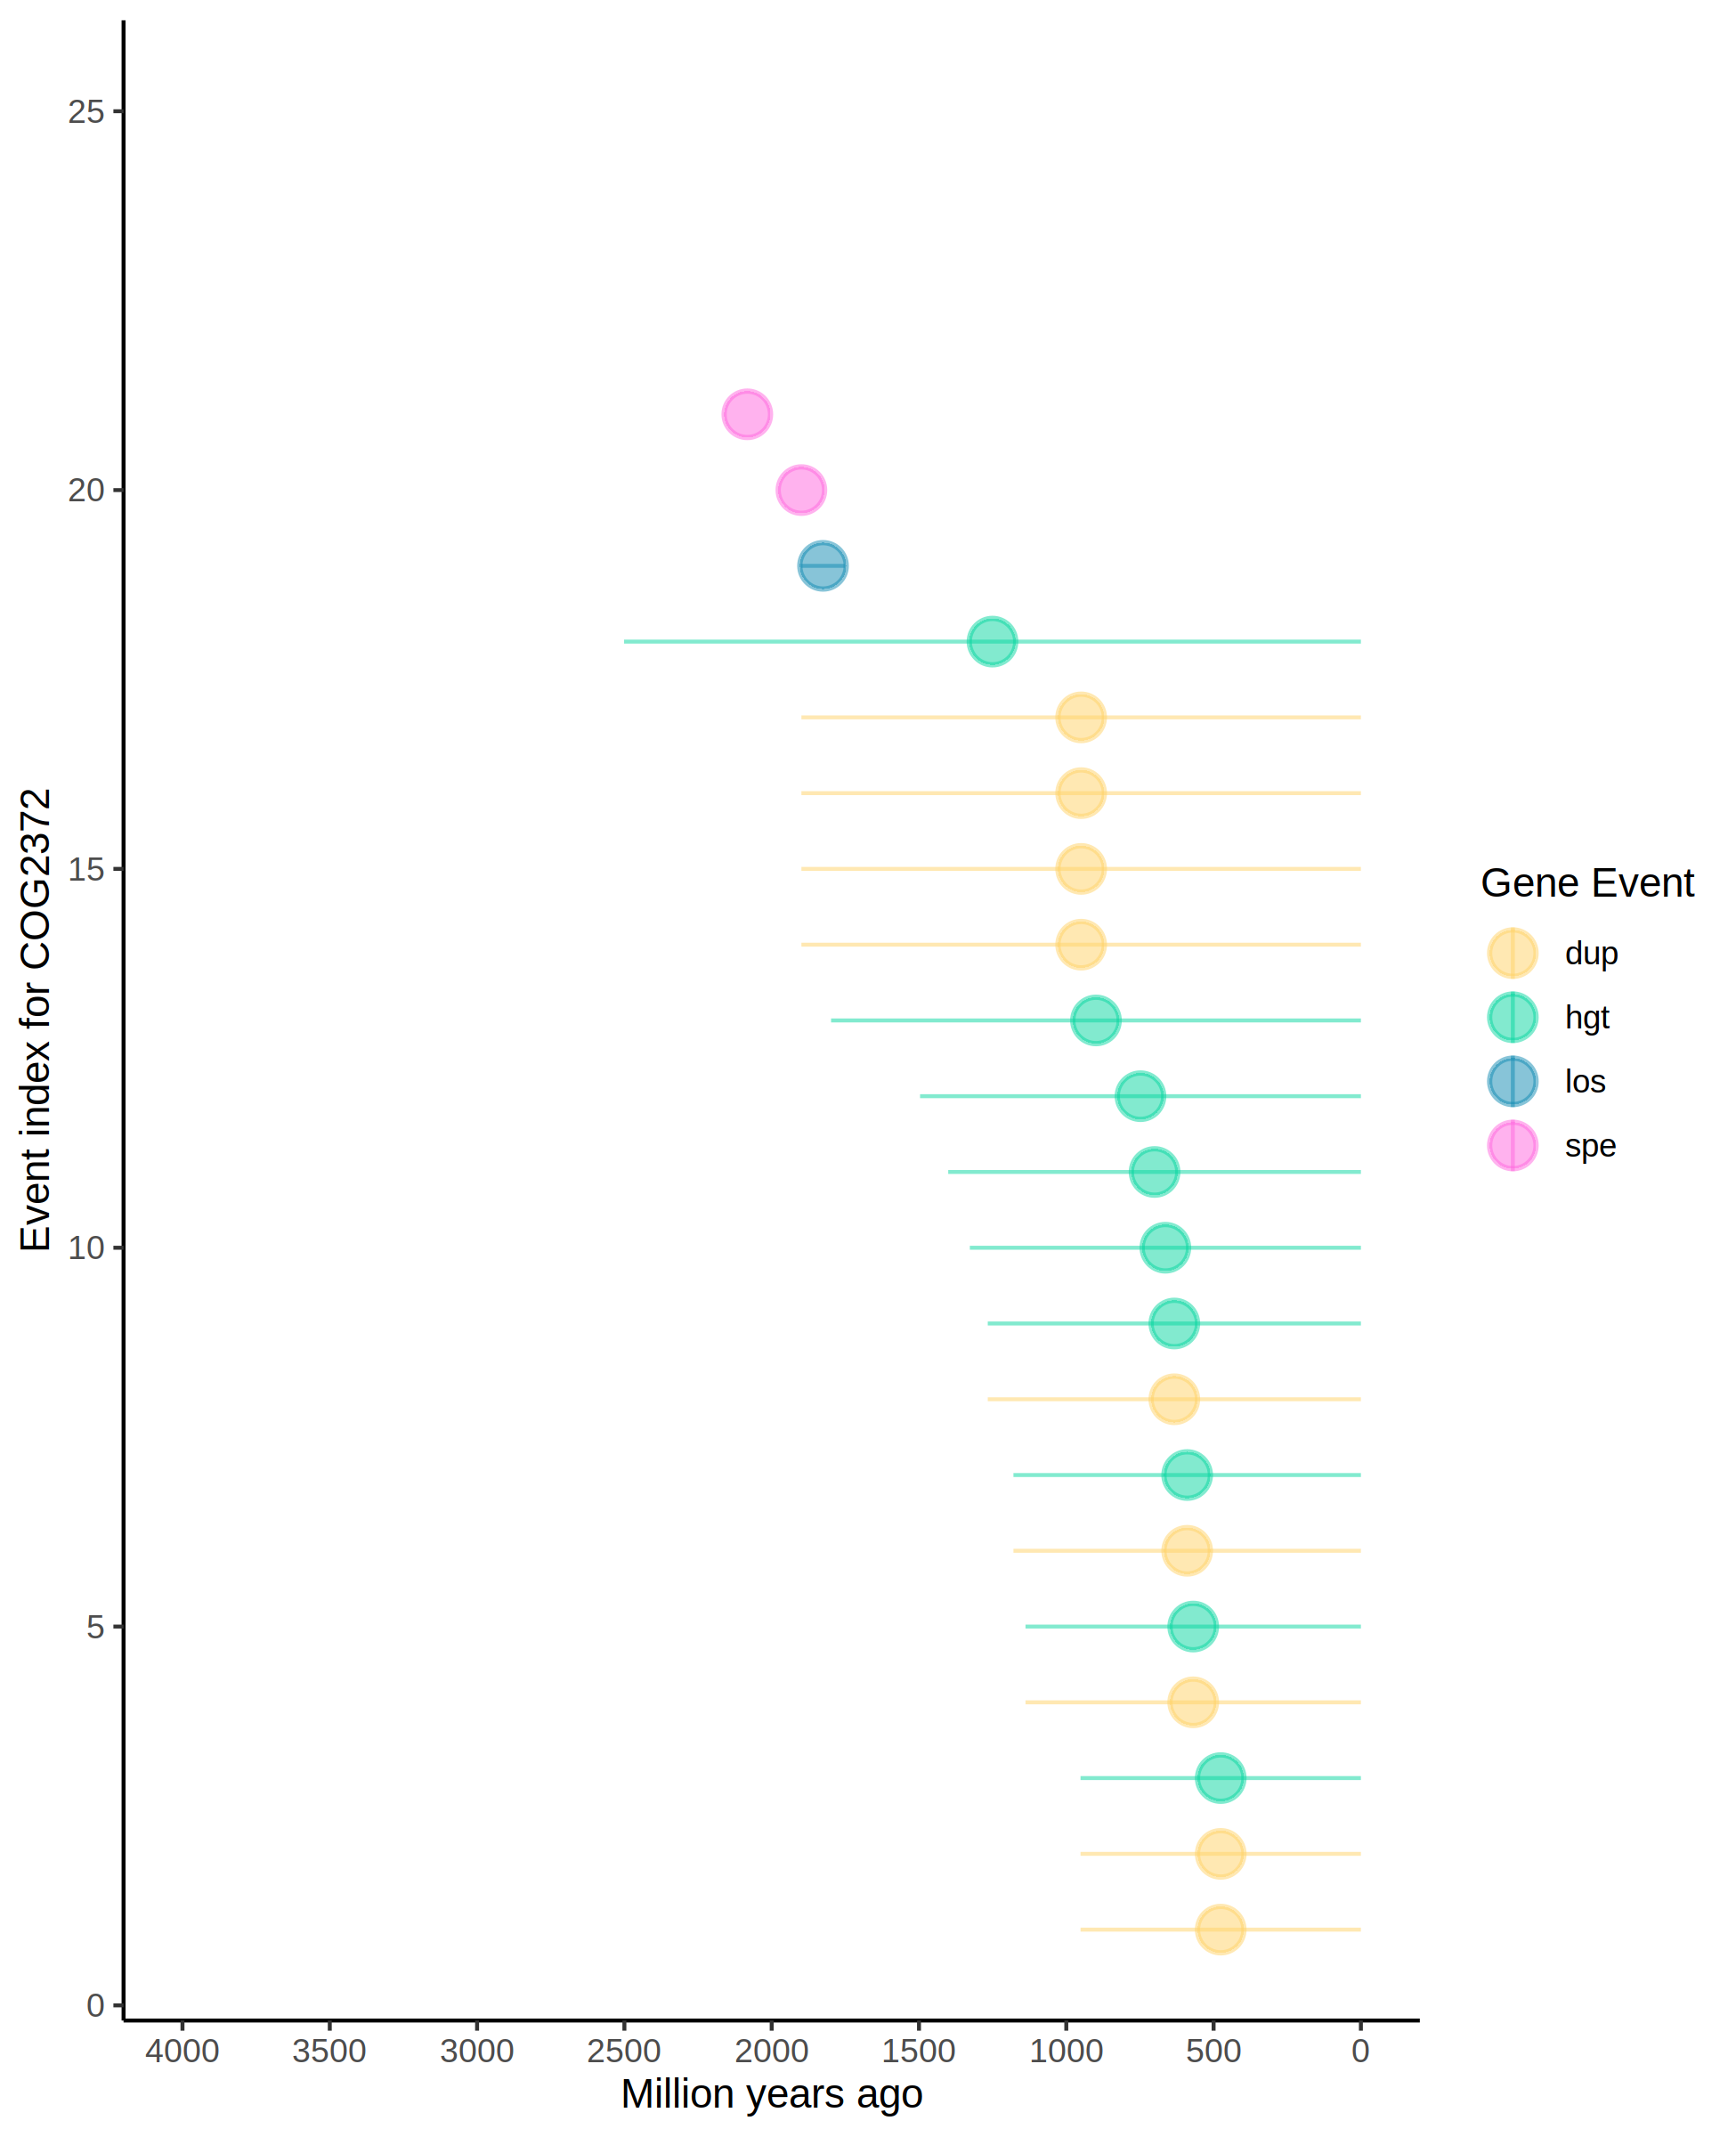 Event index for COG2372
25
20
15
10
5
0
4000 3500 3000 2500 2000 1500 1000 500 0
Million years ago
Gene Event
dup
hgt
los
spe